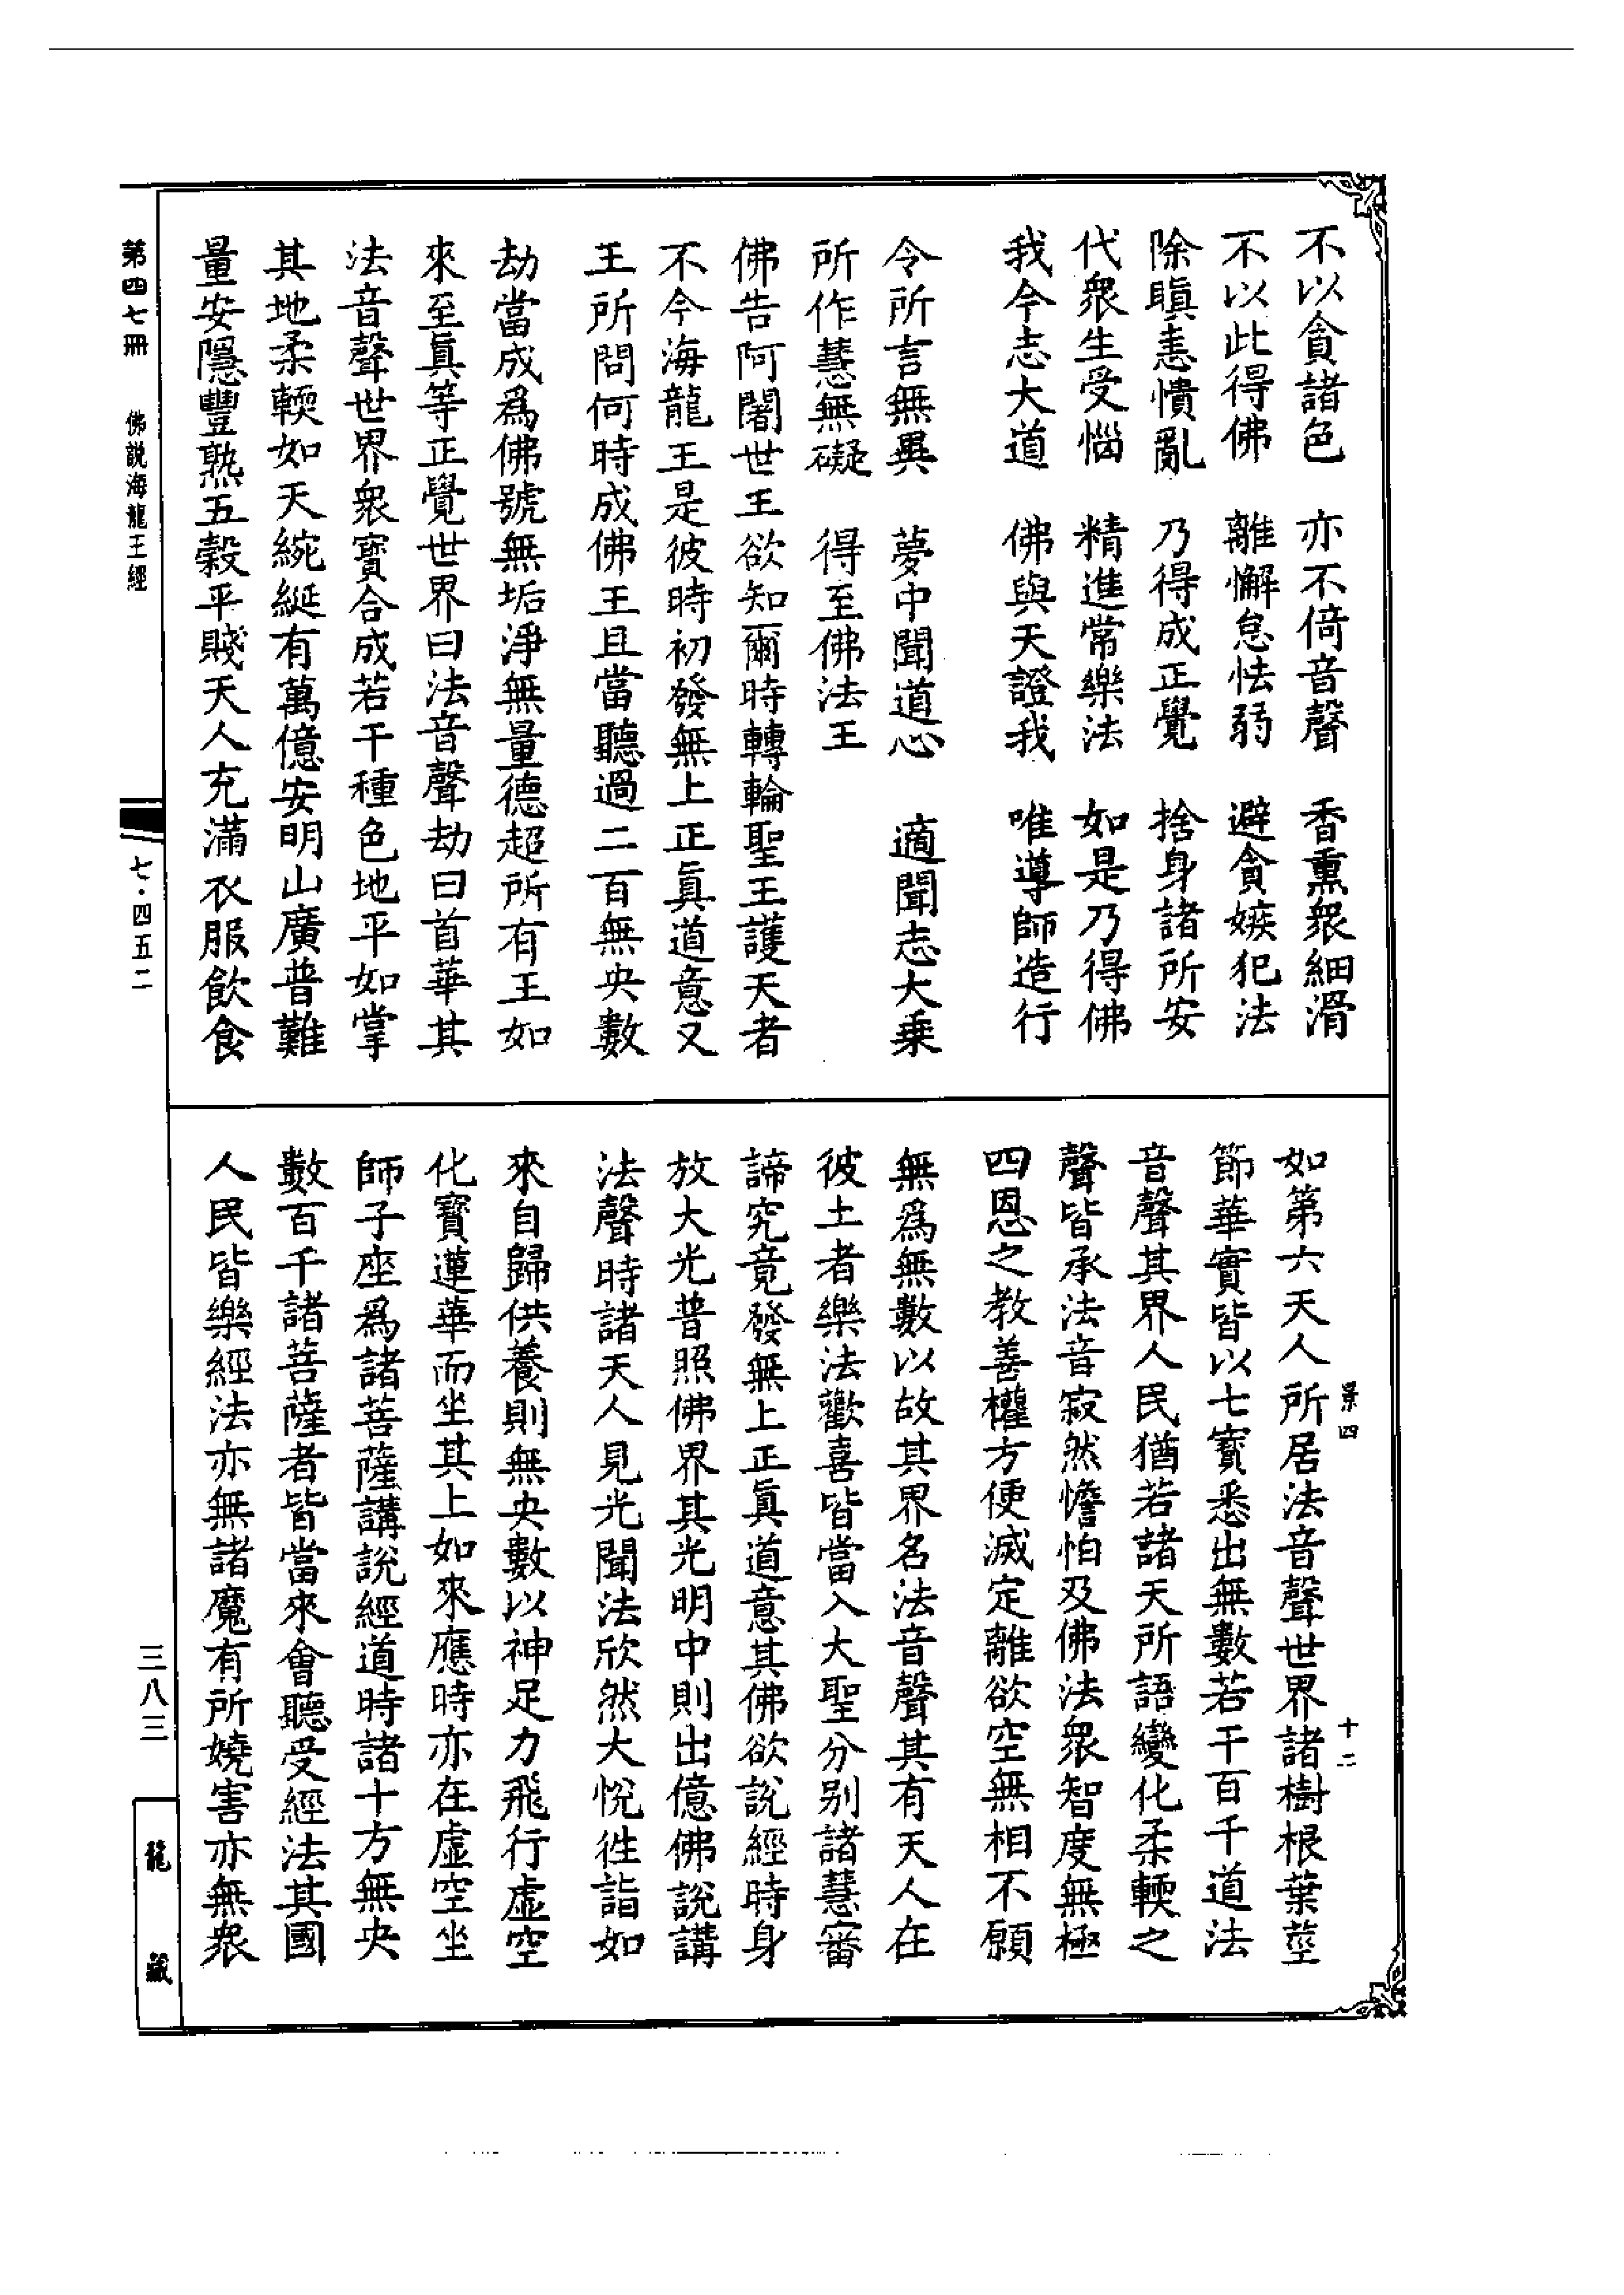 不以貪諸色　亦不倚音聲　香熏衆細滑
不以此得佛　離懈怠怯弱　避貪嫉犯法
除瞋恚憒亂　乃得成正覺　捨身諸所安
代衆生受惱　精進常樂法　如是乃得佛
我今志大道　佛與天證我　唯導師造行
令所言無異　夢中聞道心　適聞志大乗
所作慧無礙　得至佛法王
佛告阿闍世王欲知爾時轉輪聖王護天者
不今海龍王是彼時初發無上正真道意又
王所問何時成佛王且當聽過二百無央數
劫當成爲佛號無垢淨無量德超所有王如
來至真等正覺世界曰法音聲劫曰首華其
法音聲世界衆寳合成若干種色地平如掌
其地柔輭如天綩綖有萬億安明山廣普難
量安隱豐熟五穀平賤天人充滿衣服飲食
如第六天人所居法音聲世界諸樹根葉莖
節華實皆以七寳悉出無數若干百千道法
音聲其界人民猶若諸天所語變化柔輭之
聲皆承法音寂然憺怕及佛法衆智度無極
四恩之教善權方便滅定離欲空無相不願
無爲無數以故其界名法音聲其有天人在
彼土者樂法歡喜皆當入大聖分别諸慧審
諦究竟發無上正眞道意其佛欲說經時身
放大光普照佛界其光明中則出億佛說講
法聲時諸天人見光聞法欣然大悅往詣如
來自歸供養則無央數以神足力飛行虛空
化寳蓮華而坐其上如來應時亦在虛空坐
師子座爲諸菩薩講說經道時諸十方無央
數百千諸菩薩者皆當來會聽受經法其國
人民皆樂經法亦無諸魔有所嬈害亦無衆
景四　十二
第四七冊　佛說海龍王經　七·四五二
三八三
龍藏